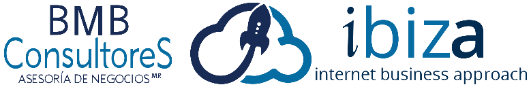 BMB
ConsultoreS
ASESORÍA DE NEGOCIOS MR
ibiza
internet business approach